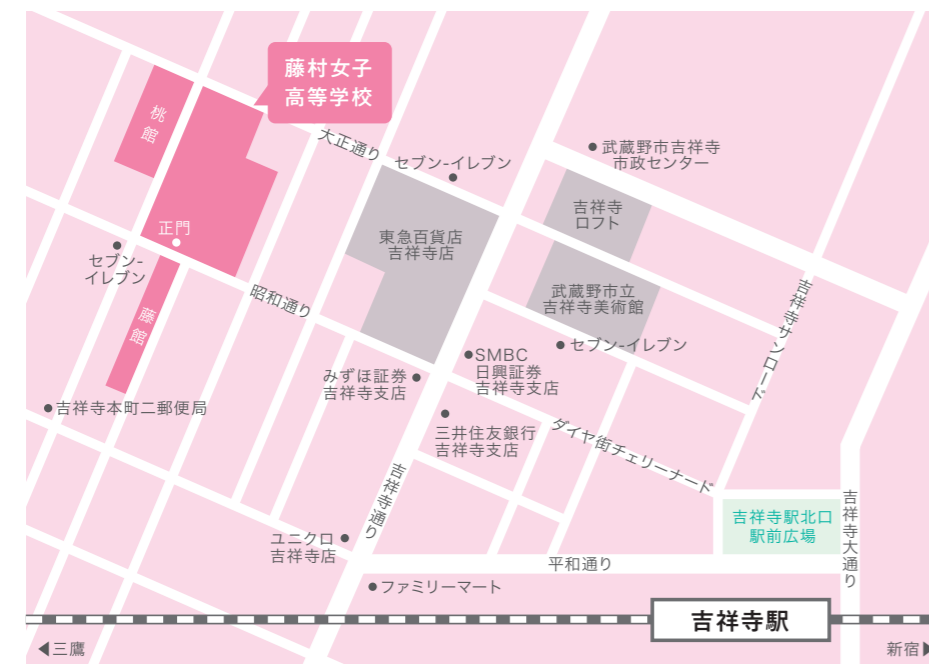 藤村女子
高等学校
桃館
大正通り
セブン-イレブン
武蔵野市吉祥寺
市政センター
吉祥寺
ロフト
正門
東急百貨店
吉祥寺店
セブン-
イレブン
昭和通り
武蔵野市立
吉祥寺美術館
吉祥寺サンロード
藤館
セブン-イレブン
SMBC
日興証券
吉祥寺支店
みずほ証券
吉祥寺支店
吉祥寺本町二郵便局
三井住友銀行
吉祥寺支店
ダイヤ街チェリーナード
吉祥寺通り
吉祥寺駅北口
駅前広場
吉祥寺大通り
ユニクロ
吉祥寺店
平和通り
ファミリーマート
吉祥寺駅
◀三鷹
新宿▶